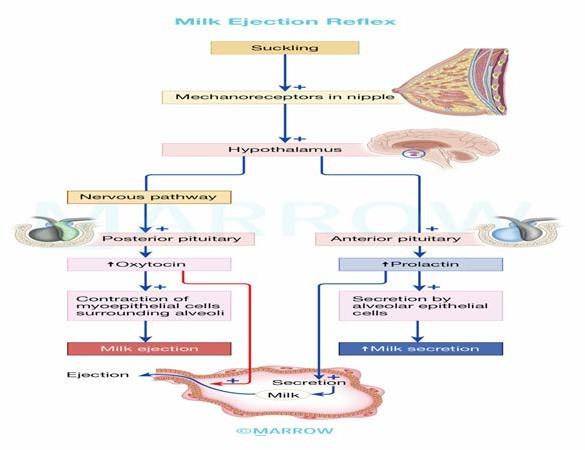 Milk Ejection Reflex
Suckling
+
Mechanoreceptors in nipple
+
Hypothalamus
Nervous pathway
MARROW
+
+
Posterior pituitary
Anterior pituitary
↑Oxytocin
↑Prolactin
+
+
Contraction of
myoepithelial cells
surrounding alveoli
Secretion by
alveolar epithelial
cells
Milk ejection
↑Milk secretion
Ejection
+
+
Secretion
Milk
©MARROW